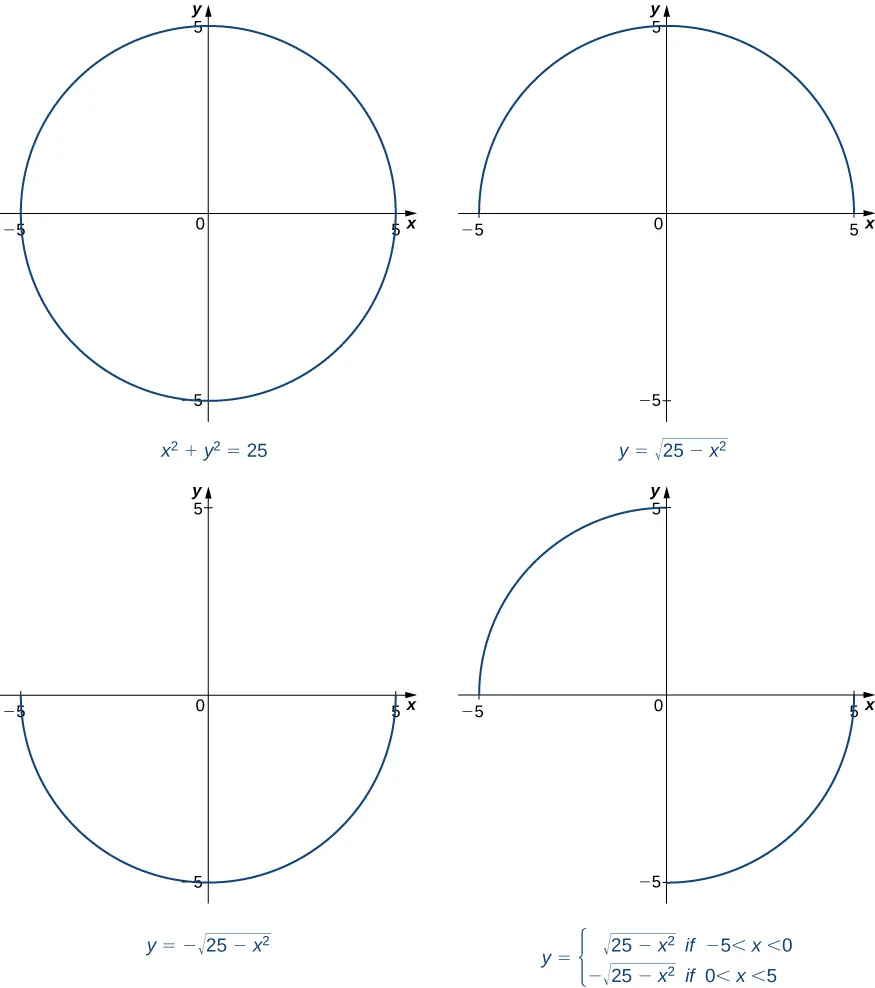 y
5
−5 0 5 x
-5
x² + y² = 25
y
5
−5 0 5 x
−5
y = √25 − x²
y
5
−5 0 5 x
-5
y = −√25 − x²
y
5
−5 0 5 x
−5
y = { √25 − x² if −5< x <0
−√25 − x² if 0< x <5